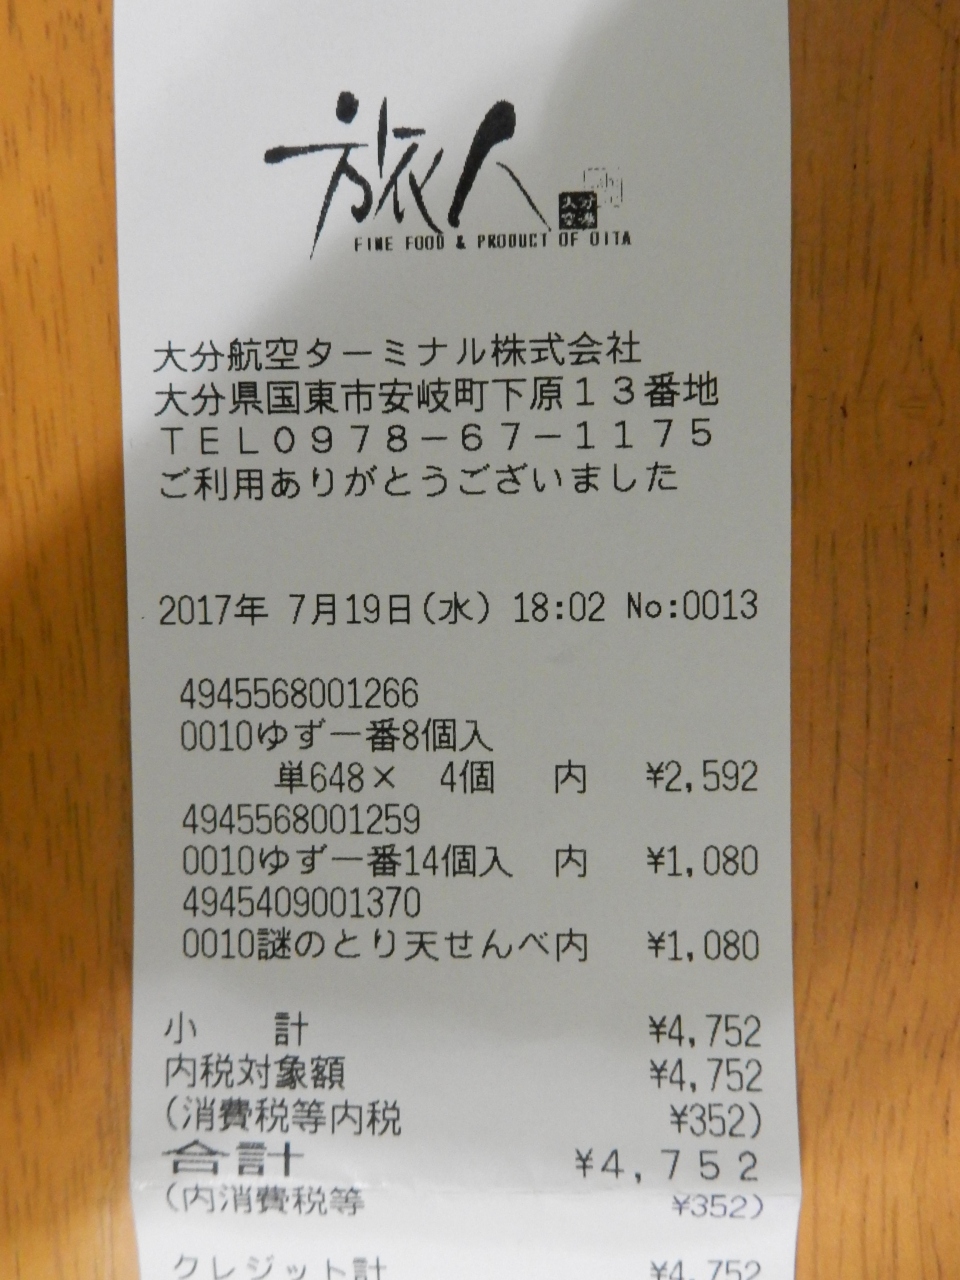 旅人
大分空港
FINE FOOD & PRODUCT OF OITA
大分航空ターミナル株式会社
大分県国東市安岐町下原１３番地
ＴＥＬ０９７８－６７－１１７５
ご利用ありがとうございました
2017年 7月19日(水) 18:02 No:0013
4945568001266
0010ゆず一番8個入
単648× 4個 内 ¥2,592
4945568001259
0010ゆず一番14個入 内 ¥1,080
4945409001370
0010謎のとり天せんべ内 ¥1,080
小 計 ¥4,752
内税対象額 ¥4,752
(消費税等内税 ¥352)
合計 ¥4,752
(内消費税等 ¥352)
クレジット計 ¥4,752